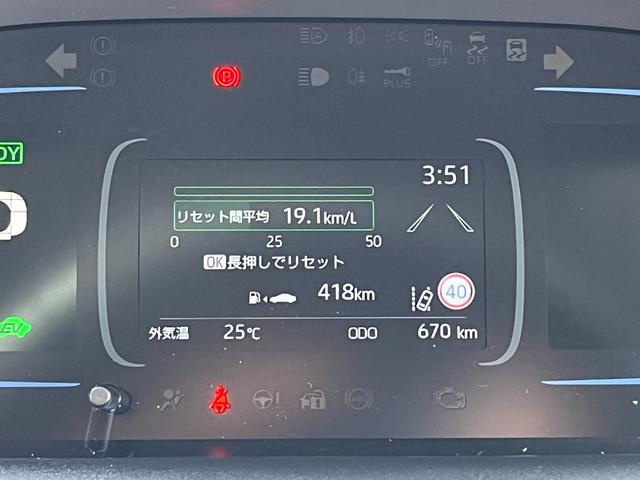 OFF
OFF
PLUS
DY
3:51
リセット間平均 19.1km/L
0 25 50
OK長押しでリセット
418km
40
外気温 25℃ ODO 670 km
EV